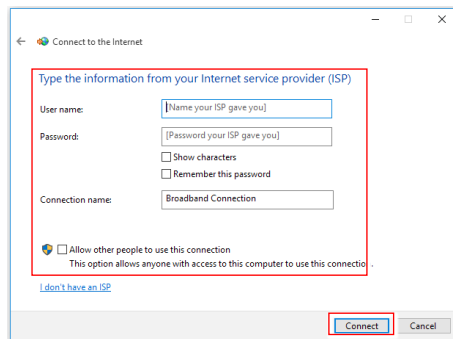 Connect to the Internet
Type the information from your Internet service provider (ISP)
User name:
[Name your ISP gave you]
Password:
[Password your ISP gave you]
Show characters
Remember this password
Connection name:
Broadband Connection
Allow other people to use this connection
This option allows anyone with access to this computer to use this connection.
I don't have an ISP
Connect
Cancel